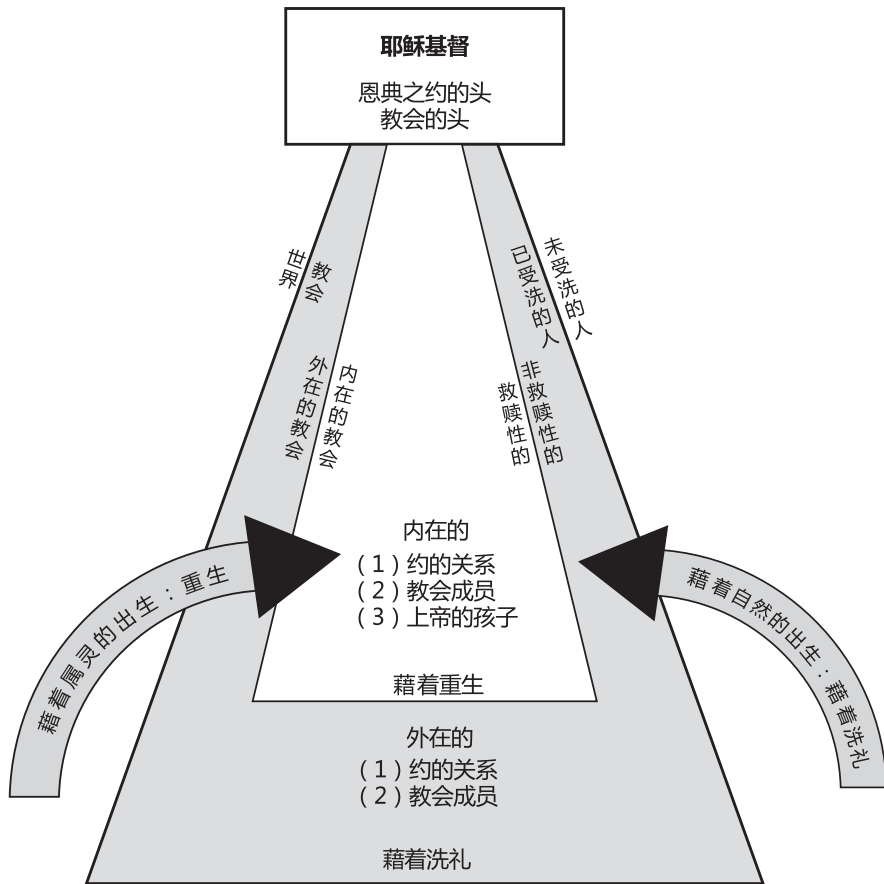 耶稣基督
恩典之约的头
教会的头
世界
教会
已受洗的人
未受洗的人
外在的教会
内在的教会
救赎性的
非救赎性的
内在的
（1）约的关系
（2）教会成员
（3）上帝的孩子
藉着属灵的出生：重生
藉着自然的出生：藉着洗礼
藉着重生
外在的
（1）约的关系
（2）教会成员
藉着洗礼